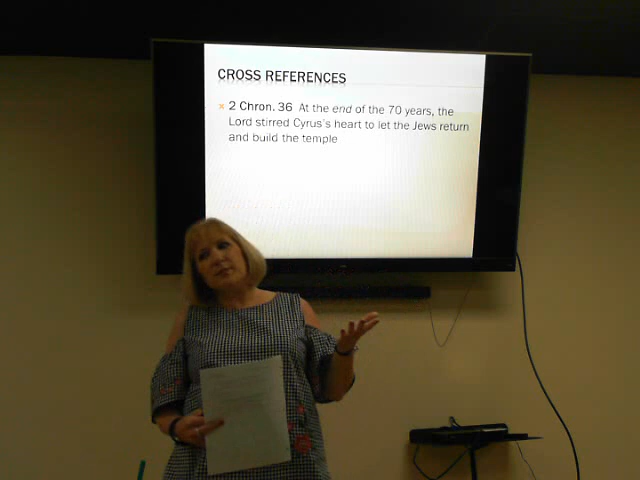 CROSS REFERENCES
2 Chron. 36 At the end of the 70 years, the
Lord stirred Cyrus's heart to let the Jews return
and build the temple